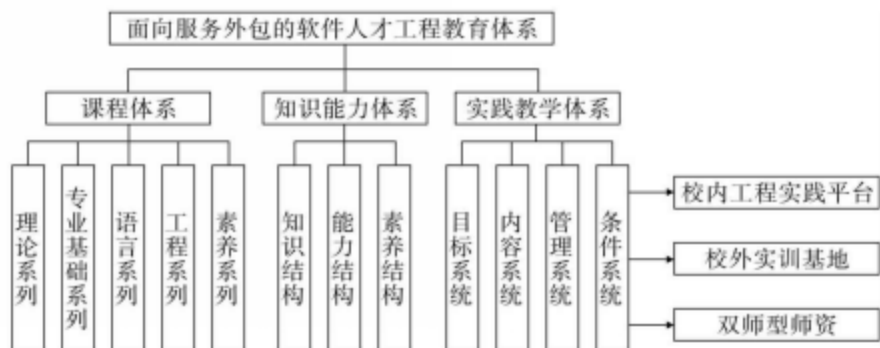 面向服务外包的软件人才工程教育体系
课程体系
知识能力体系
实践教学体系
理论系列
专业基础系列
语言系列
工程系列
素养系列
知识结构
能力结构
素养结构
目标系统
内容系统
管理系统
条件系统
校内工程实践平台
校外实训基地
双师型师资